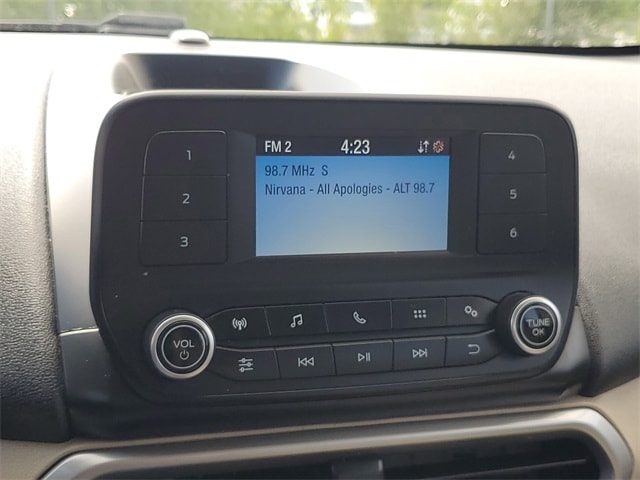 FM 2 4:23
98.7 MHz S
Nirvana - All Apologies - ALT 98.7
1
2
3
4
5
6
VOL
TUNE
OK